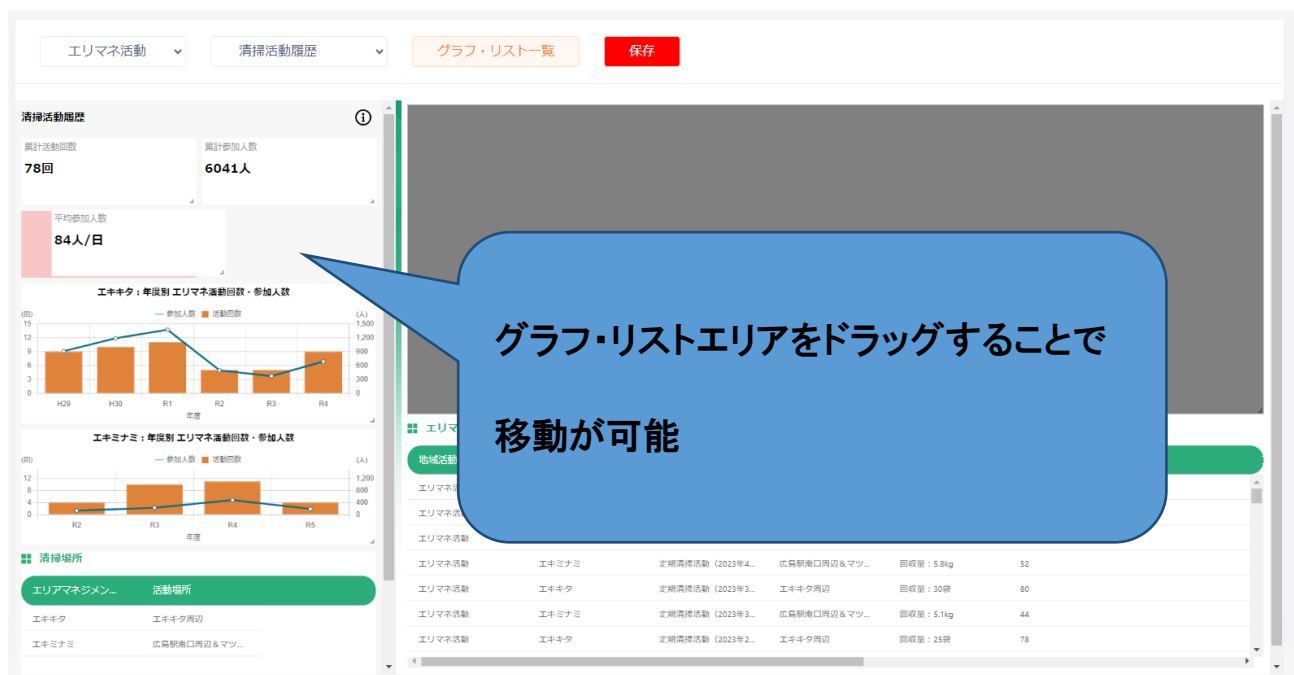 エリマネ活動
清掃活動履歴
グラフ・リスト一覧
保存
清掃活動履歴
累計活動回数
78回
累計参加人数
6041人
平均参加人数
84人/日
エキキタ：年度別 エリマネ活動回数・参加人数
(回)
参加人数 活動回数
(人)
15 1,500
12 1,200
9 900
6 600
3 300
0 0
H29 H30 R1 R2 R3 R4
年度
エキミナミ：年度別 エリマネ活動回数・参加人数
(回)
参加人数 活動回数
(人)
12 1,200
8 800
4 400
0 0
R2 R3 R4 R5
年度
清掃場所
エリアマネジメン... 活動場所
エキキタ エキキタ周辺
エキミナミ 広島駅南口周辺＆マツ...
グラフ・リストエリアをドラッグすることで
移動が可能
エリマ
地域活動
エリマネ活
エリマネ活
エリマネ活動
エリマネ活動 エキミナミ 定期清掃活動（2023年4... 広島駅南口周辺＆マツ... 回収量：5.8kg 52
エリマネ活動 エキキタ 定期清掃活動（2023年3... エキキタ周辺 回収量：30袋 80
エリマネ活動 エキミナミ 定期清掃活動（2023年3... 広島駅南口周辺＆マツ... 回収量：5.1kg 44
エリマネ活動 エキキタ 定期清掃活動（2023年2... エキキタ周辺 回収量：25袋 78